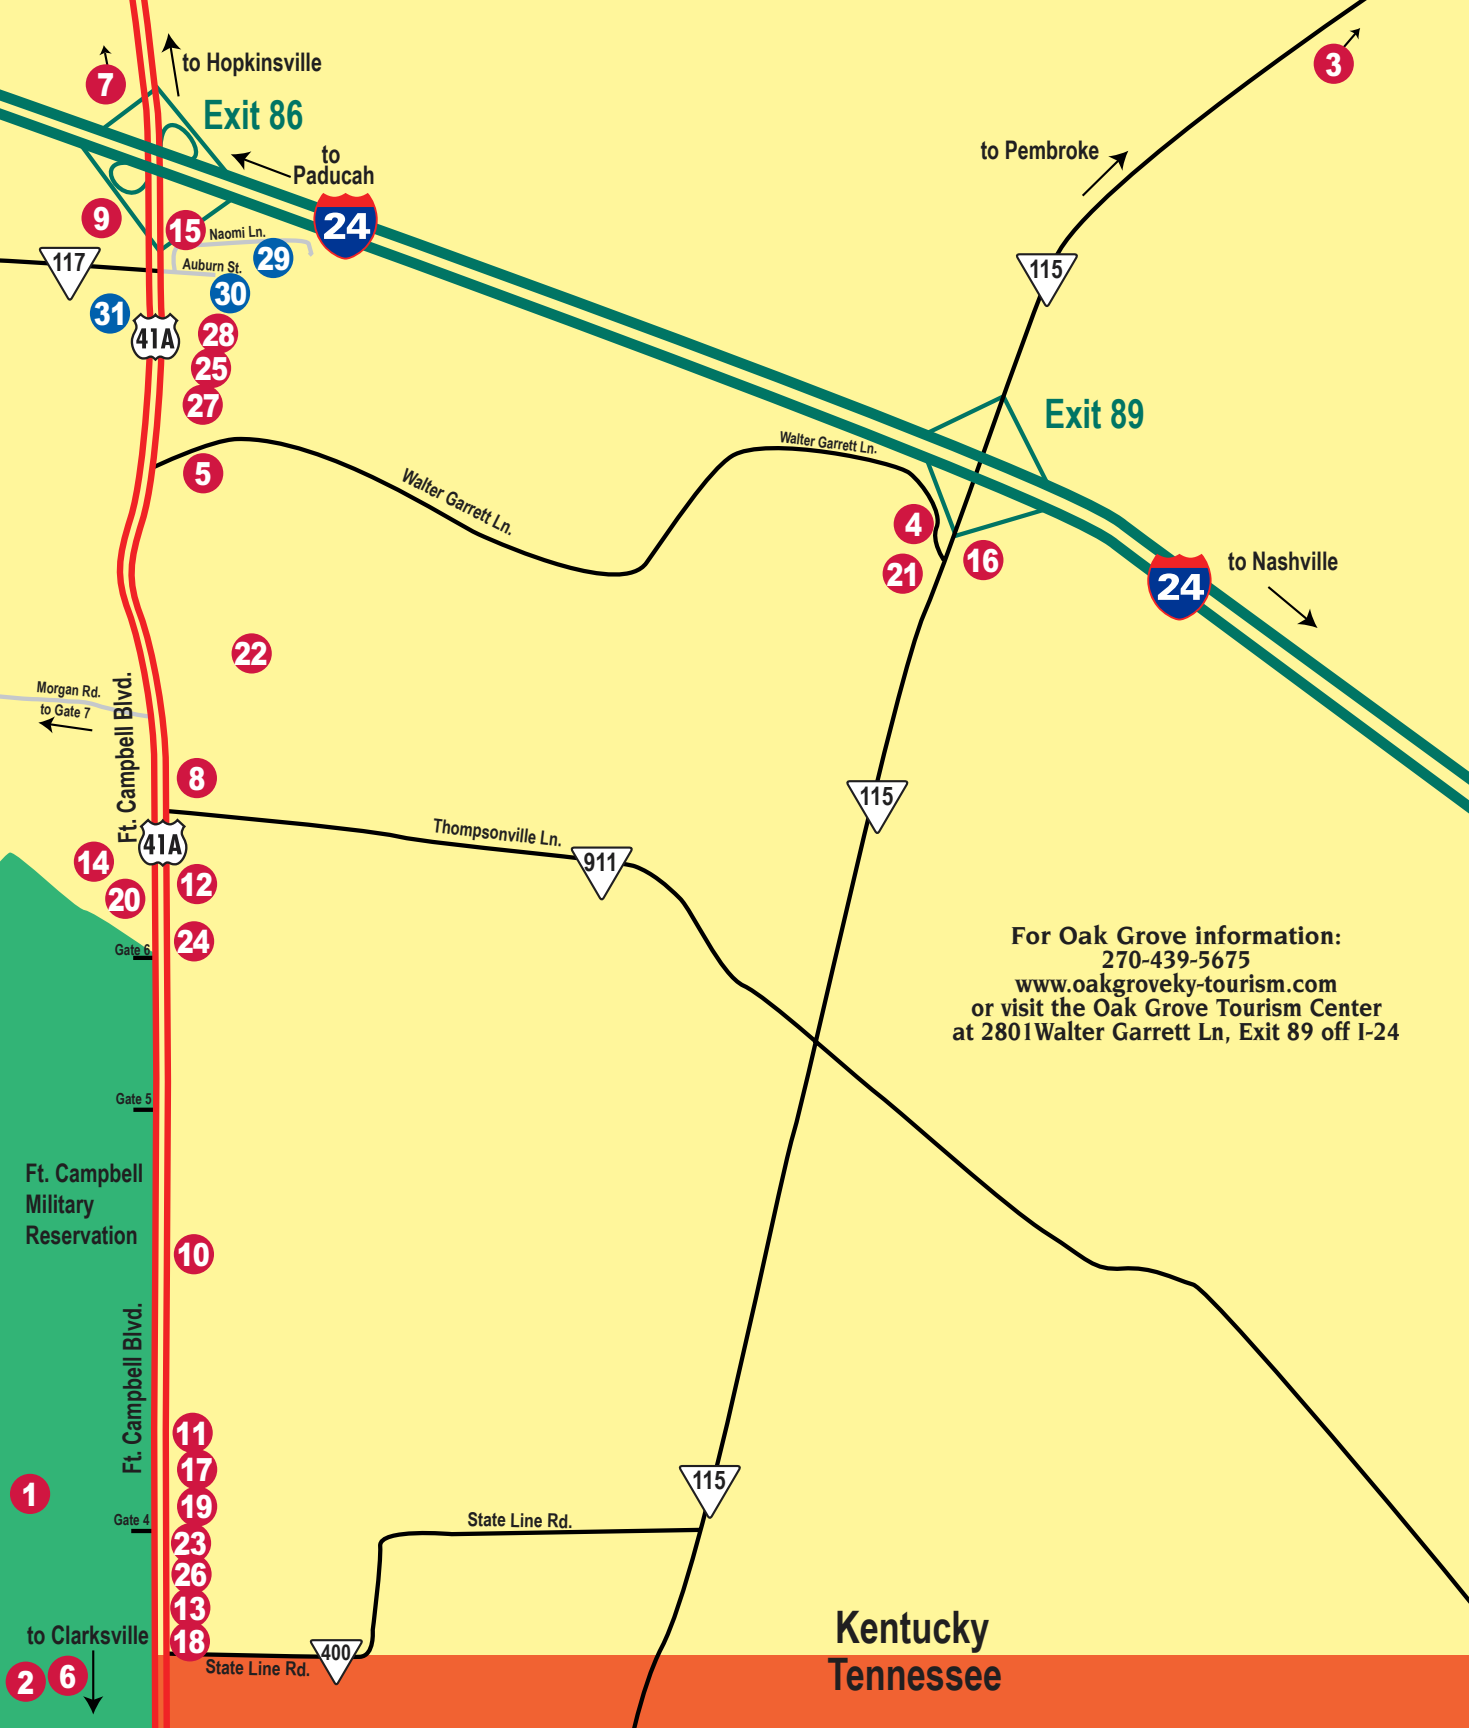 to Hopkinsville
7
3
Exit 86
to Pembroke
to
Paducah
9
15
24
Naomi Ln.
117
Auburn St.
29
115
30
31
41A
28
25
27
Exit 89
Walter Garrett Ln.
5
Walter Garrett Ln.
4
16
21
24
to Nashville
22
Morgan Rd.
to Gate 7
Ft. Campbell Blvd.
8
115
41A
Thompsonville Ln.
911
14
12
20
24
Gate 6
For Oak Grove information:
270-439-5675
www.oakgroveky-tourism.com
or visit the Oak Grove Tourism Center
at 2801Walter Garrett Ln, Exit 89 off I-24
Gate 5
Ft. Campbell
Military
Reservation
10
Ft. Campbell Blvd.
11
17
1
19
115
Gate 4
State Line Rd.
23
26
13
to Clarksville
18
400
State Line Rd.
2
6
Kentucky
Tennessee